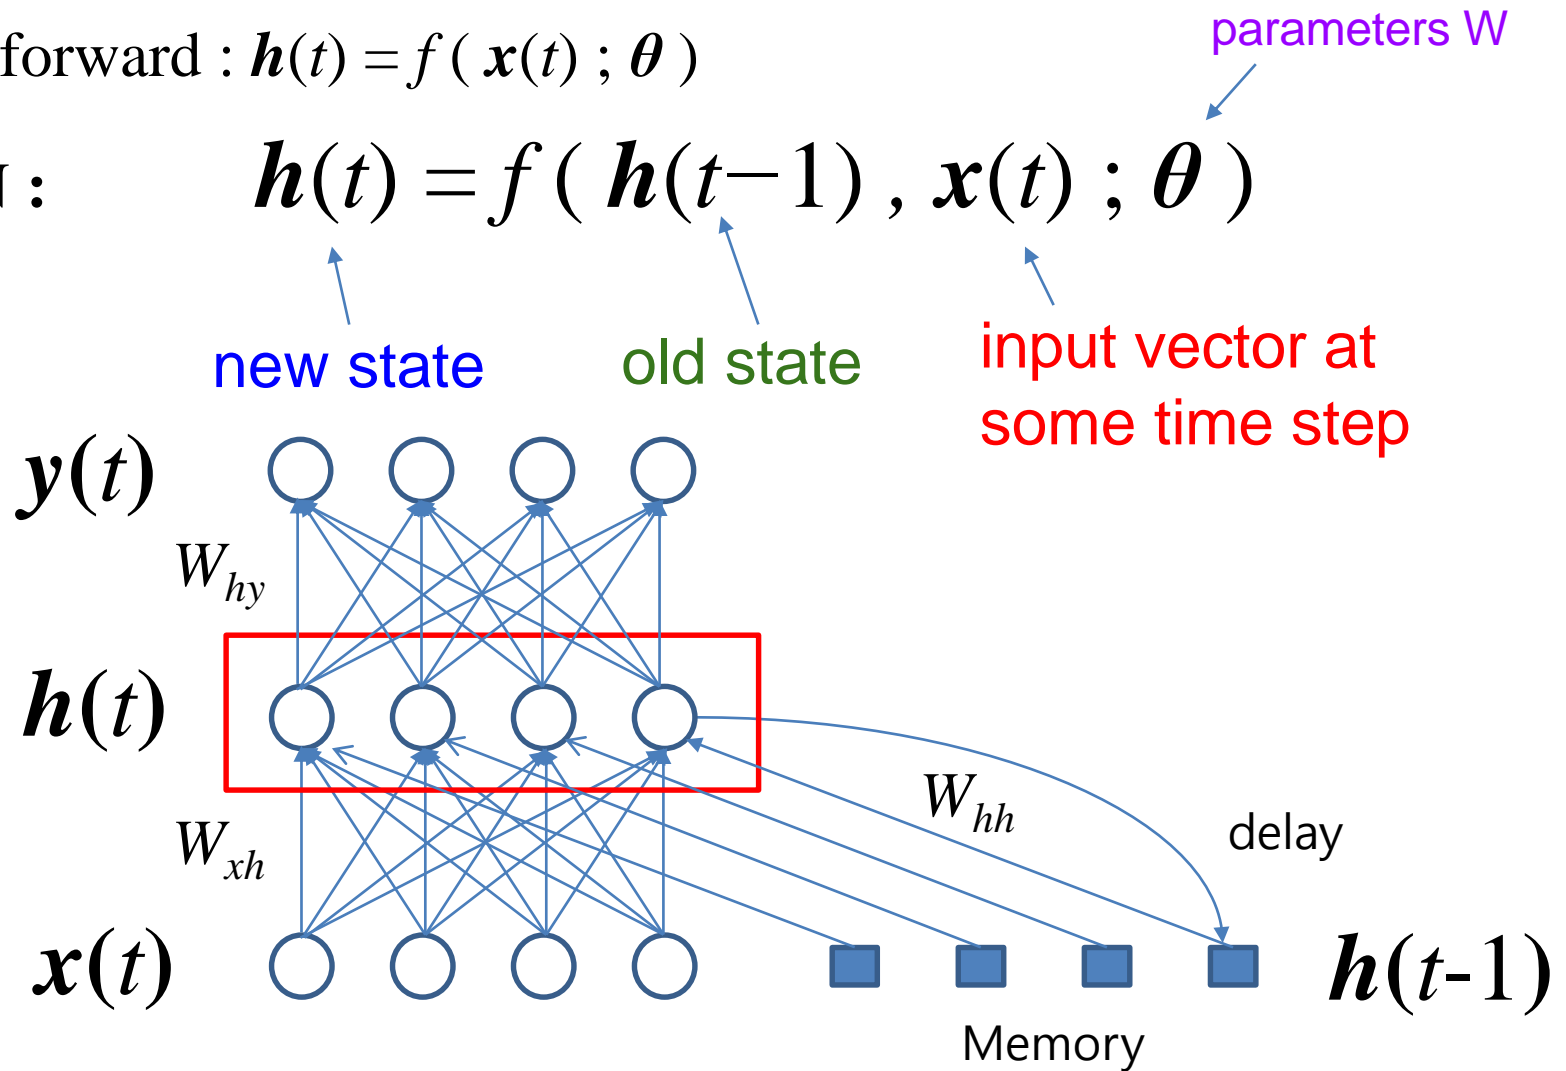 parameters W
forward : h(t) = f ( x(t) ; θ )
: h(t) = f ( h(t−1) , x(t) ; θ )
new state
old state
input vector at
some time step
y(t)
W_hy
h(t)
W_hh
delay
W_xh
x(t)
h(t-1)
Memory